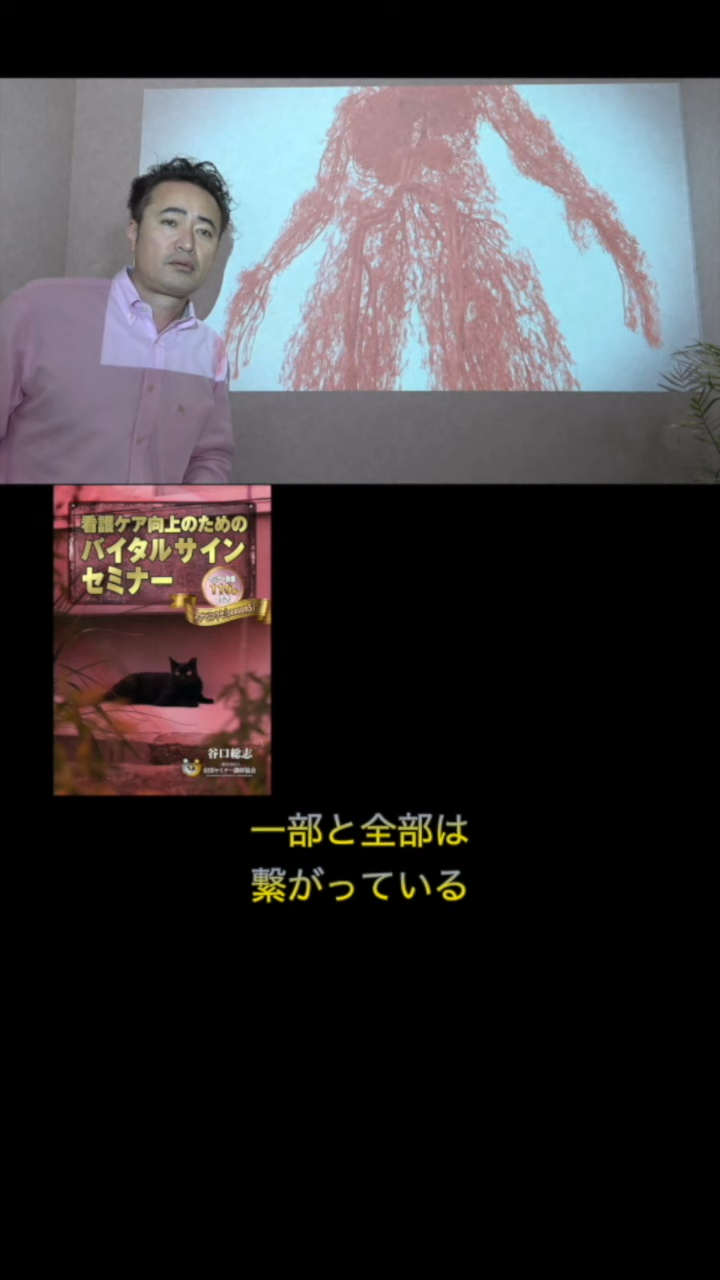 看護ケア向上のための
バイタルサイン
セミナー
谷口総志
一部と全部は
繋がっている